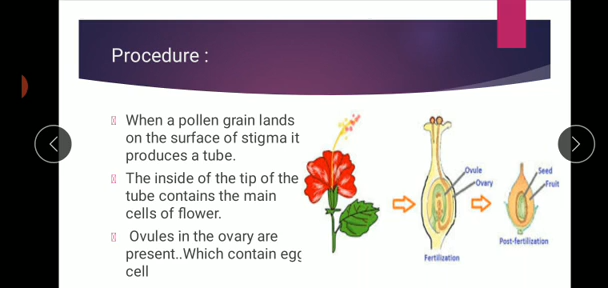 Procedure :
When a pollen grain lands
on the surface of stigma it
produces a tube.
The inside of the tip of the
tube contains the main
cells of flower.
Ovules in the ovary are
present..Which contain egg
cell
Ovule
Ovary
Fertilization
Seed
Fruit
Post-fertilization